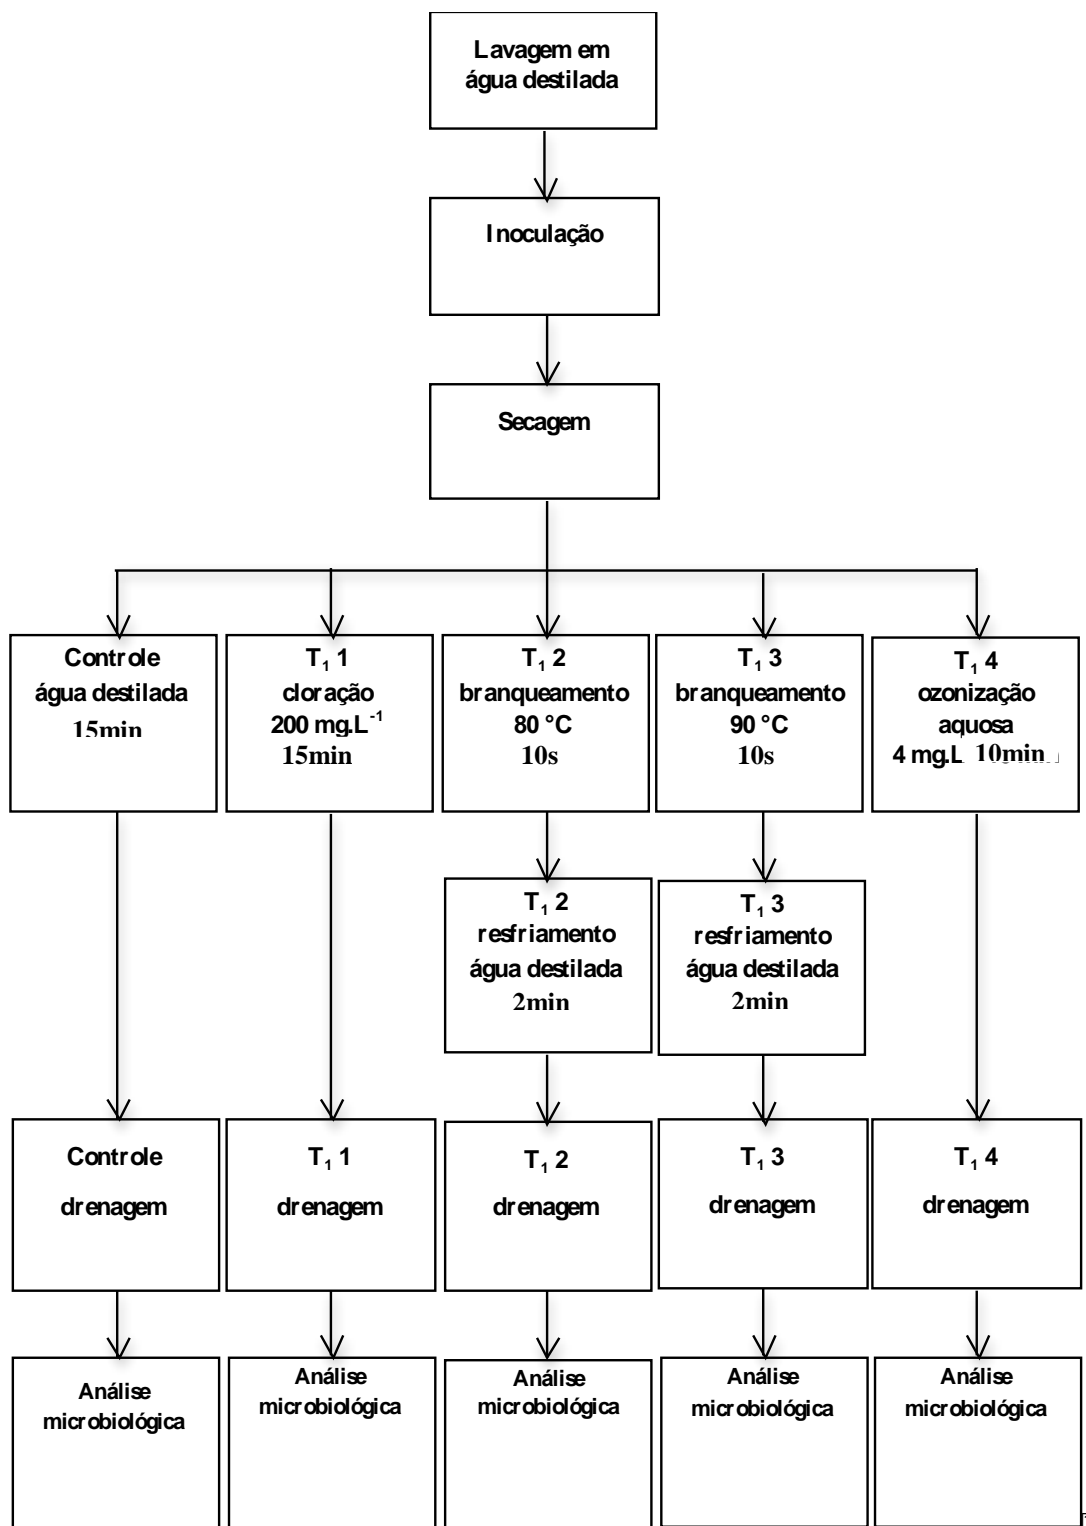 Lavagem em
água destilada
Inoculação
Secagem
Controle
água destilada
15min
T₁ 1
cloração
200 mg.L⁻¹
15min
T₁ 2
branqueamento
80 °C
10s
T₁ 3
branqueamento
90 °C
10s
T₁ 4
ozonização
aquosa
4 mg.L 10min
T₁ 2
resfriamento
água destilada
2min
T₁ 3
resfriamento
água destilada
2min
Controle
drenagem
T₁ 1
drenagem
T₁ 2
drenagem
T₁ 3
drenagem
T₁ 4
drenagem
Análise
microbiológica
Análise
microbiológica
Análise
microbiológica
Análise
microbiológica
Análise
microbiológica